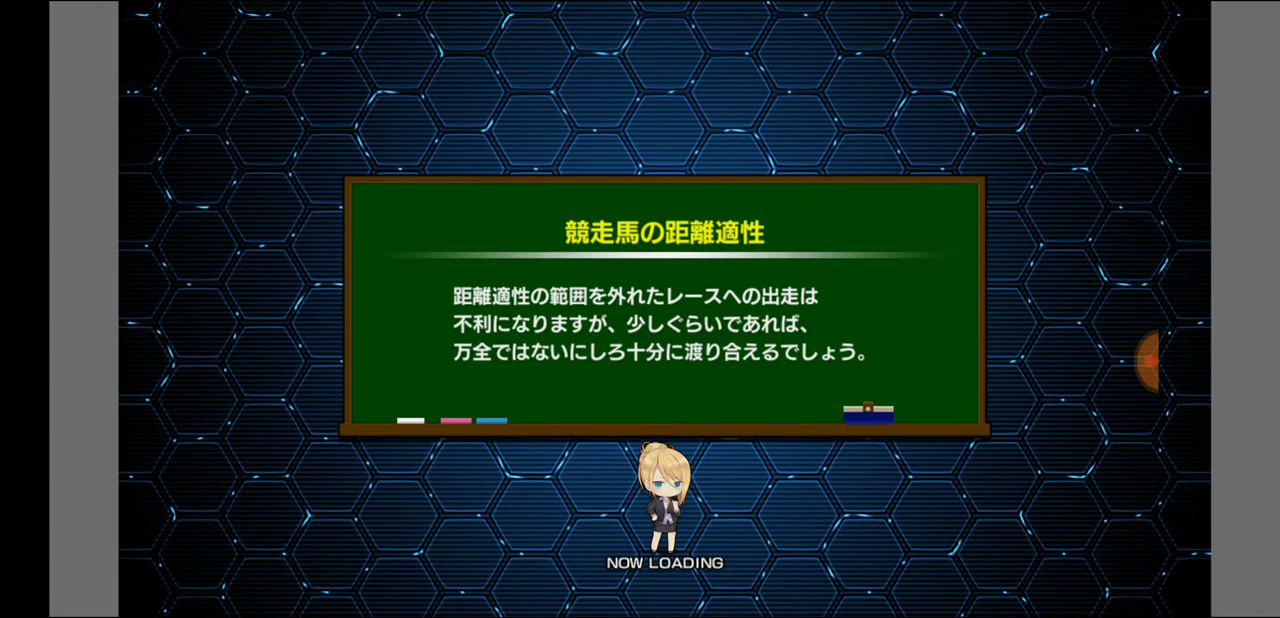 競走馬の距離適性
距離適性の範囲を外れたレースへの出走は
不利になりますが、少しぐらいであれば、
万全ではないにしろ十分に渡り合えるでしょう。
NOW LOADING